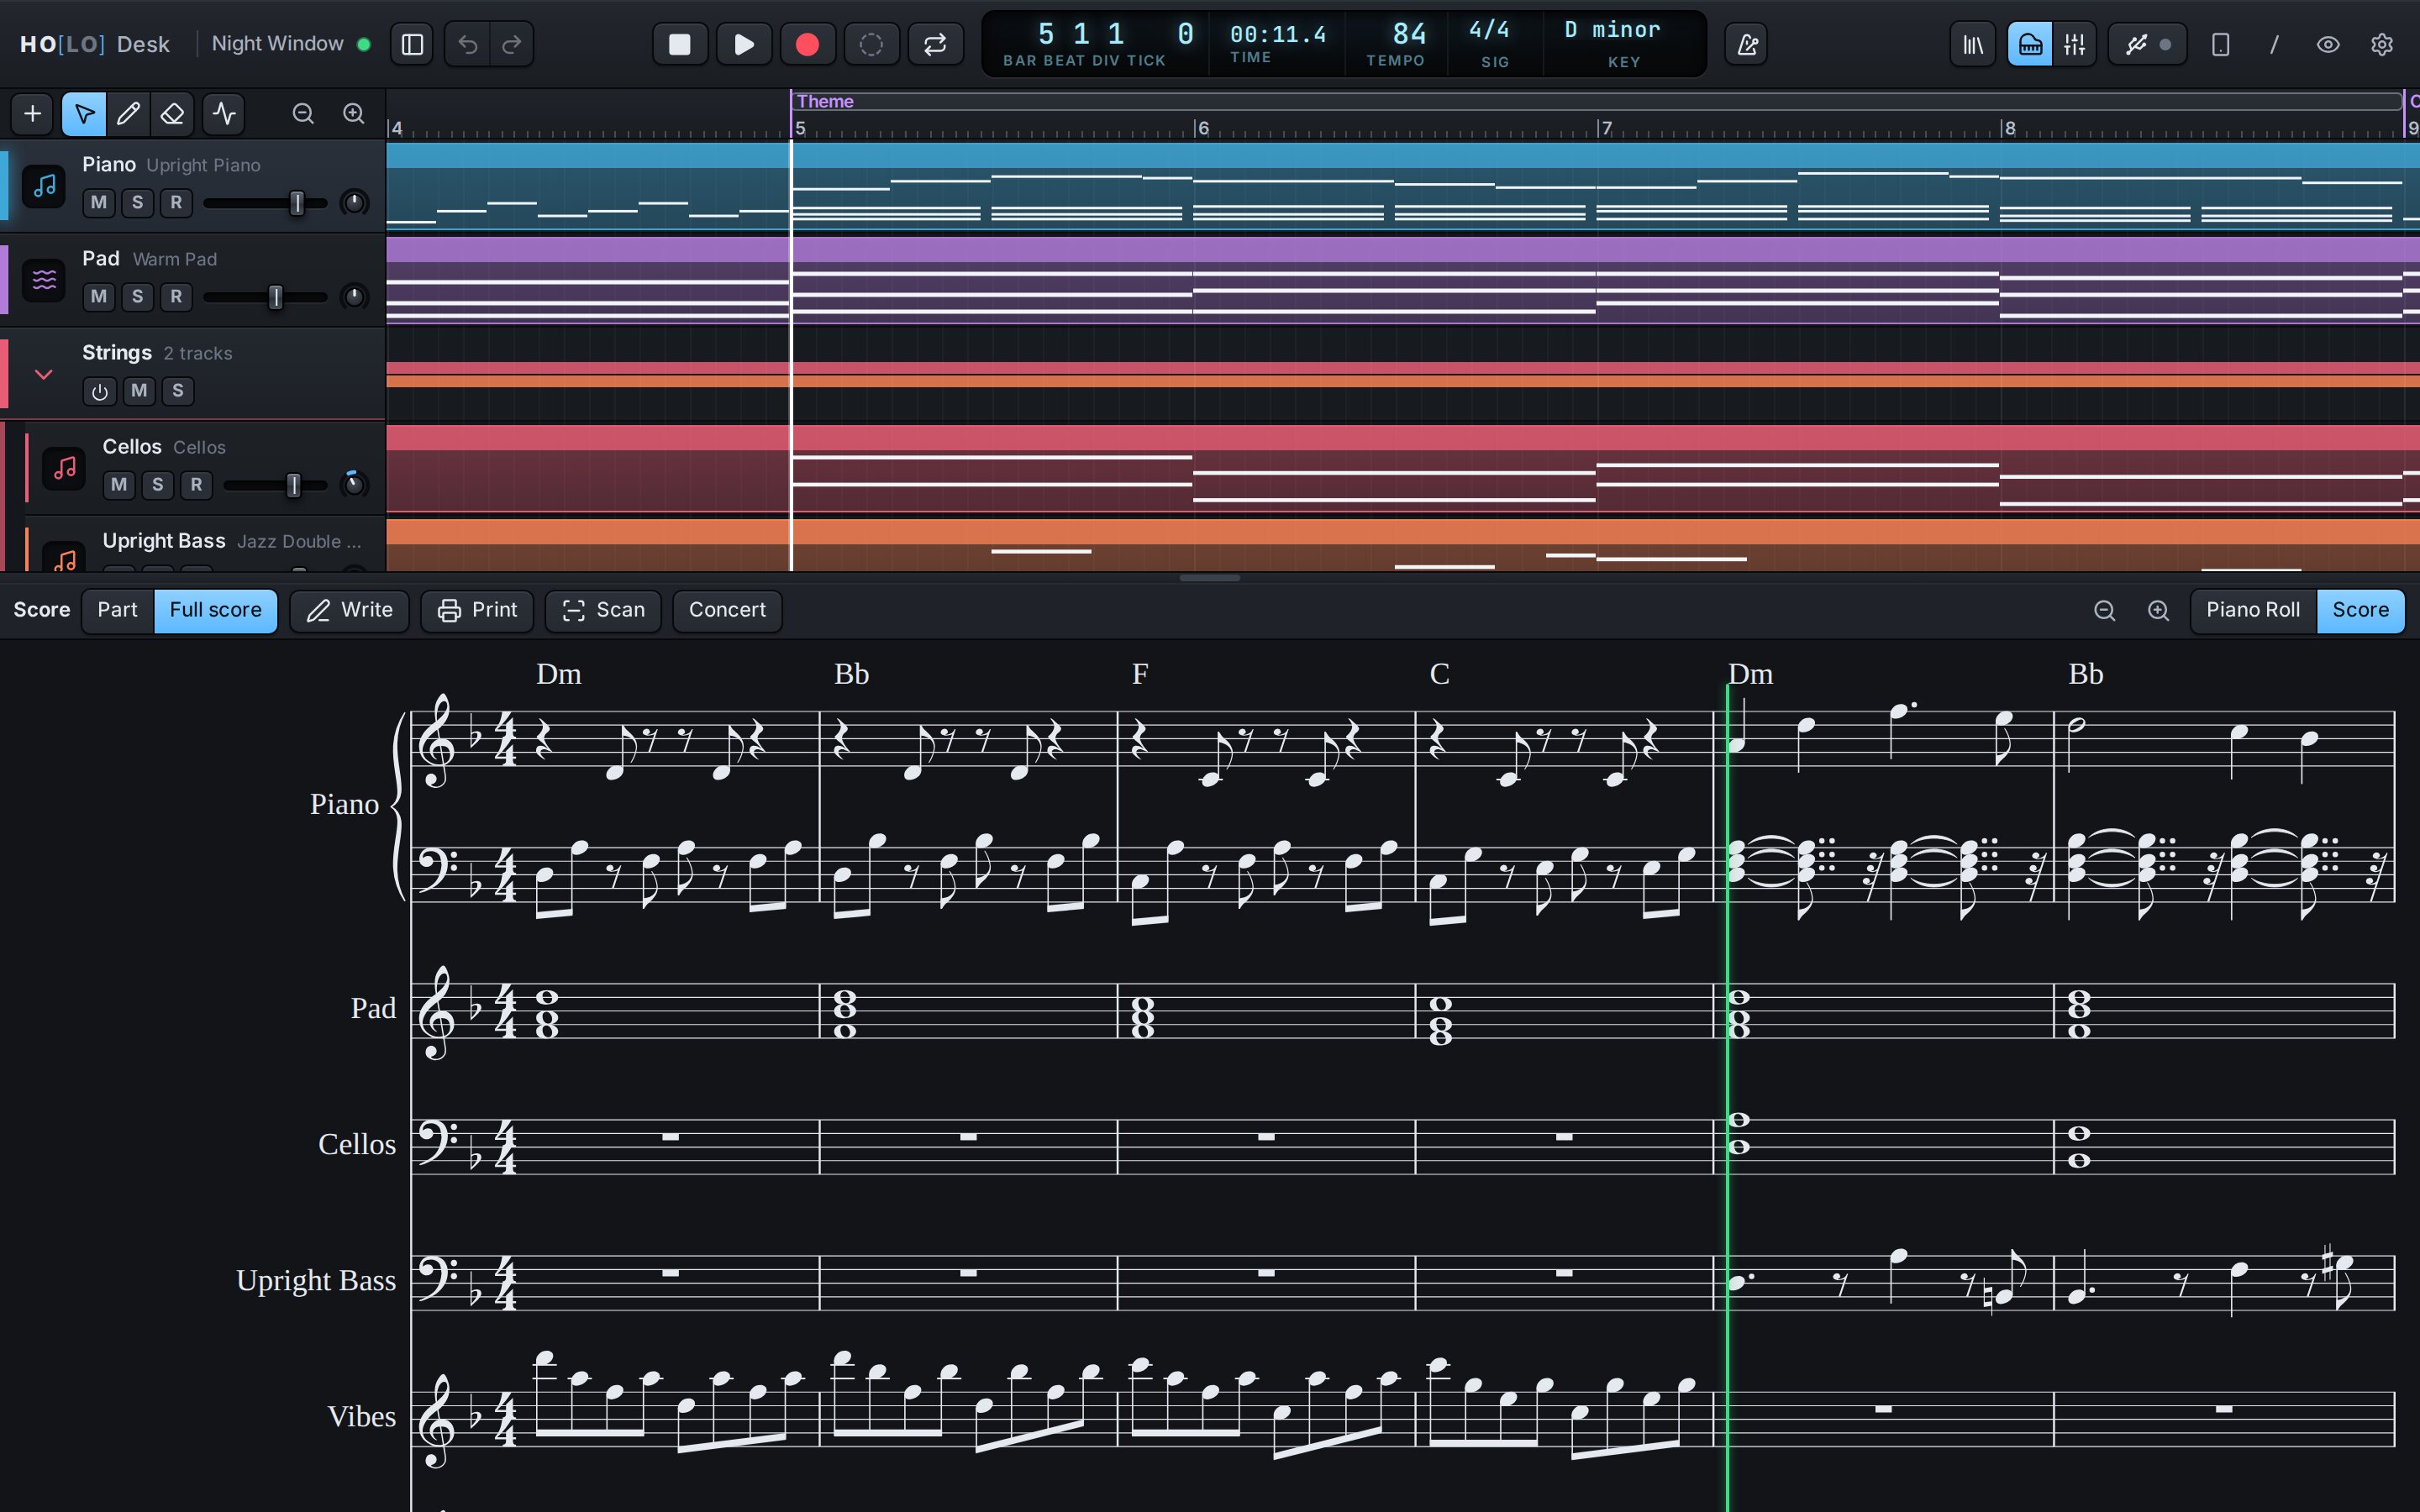 HO[LO] Desk
Night Window
5 1 1 0
BAR BEAT DIV TICK
00:11.4
TIME
84
TEMPO
4/4
SIG
D minor
KEY
Theme
4 5 6 7 8 9
Piano Upright Piano
M S R
Pad Warm Pad
M S R
Strings 2 tracks
M S
Cellos Cellos
M S R
Upright Bass Jazz Double ...
Score Part Full score Write Print Scan Concert Piano Roll Score
Dm Bb F C Dm Bb
Piano
Pad
Cellos
Upright Bass
Vibes